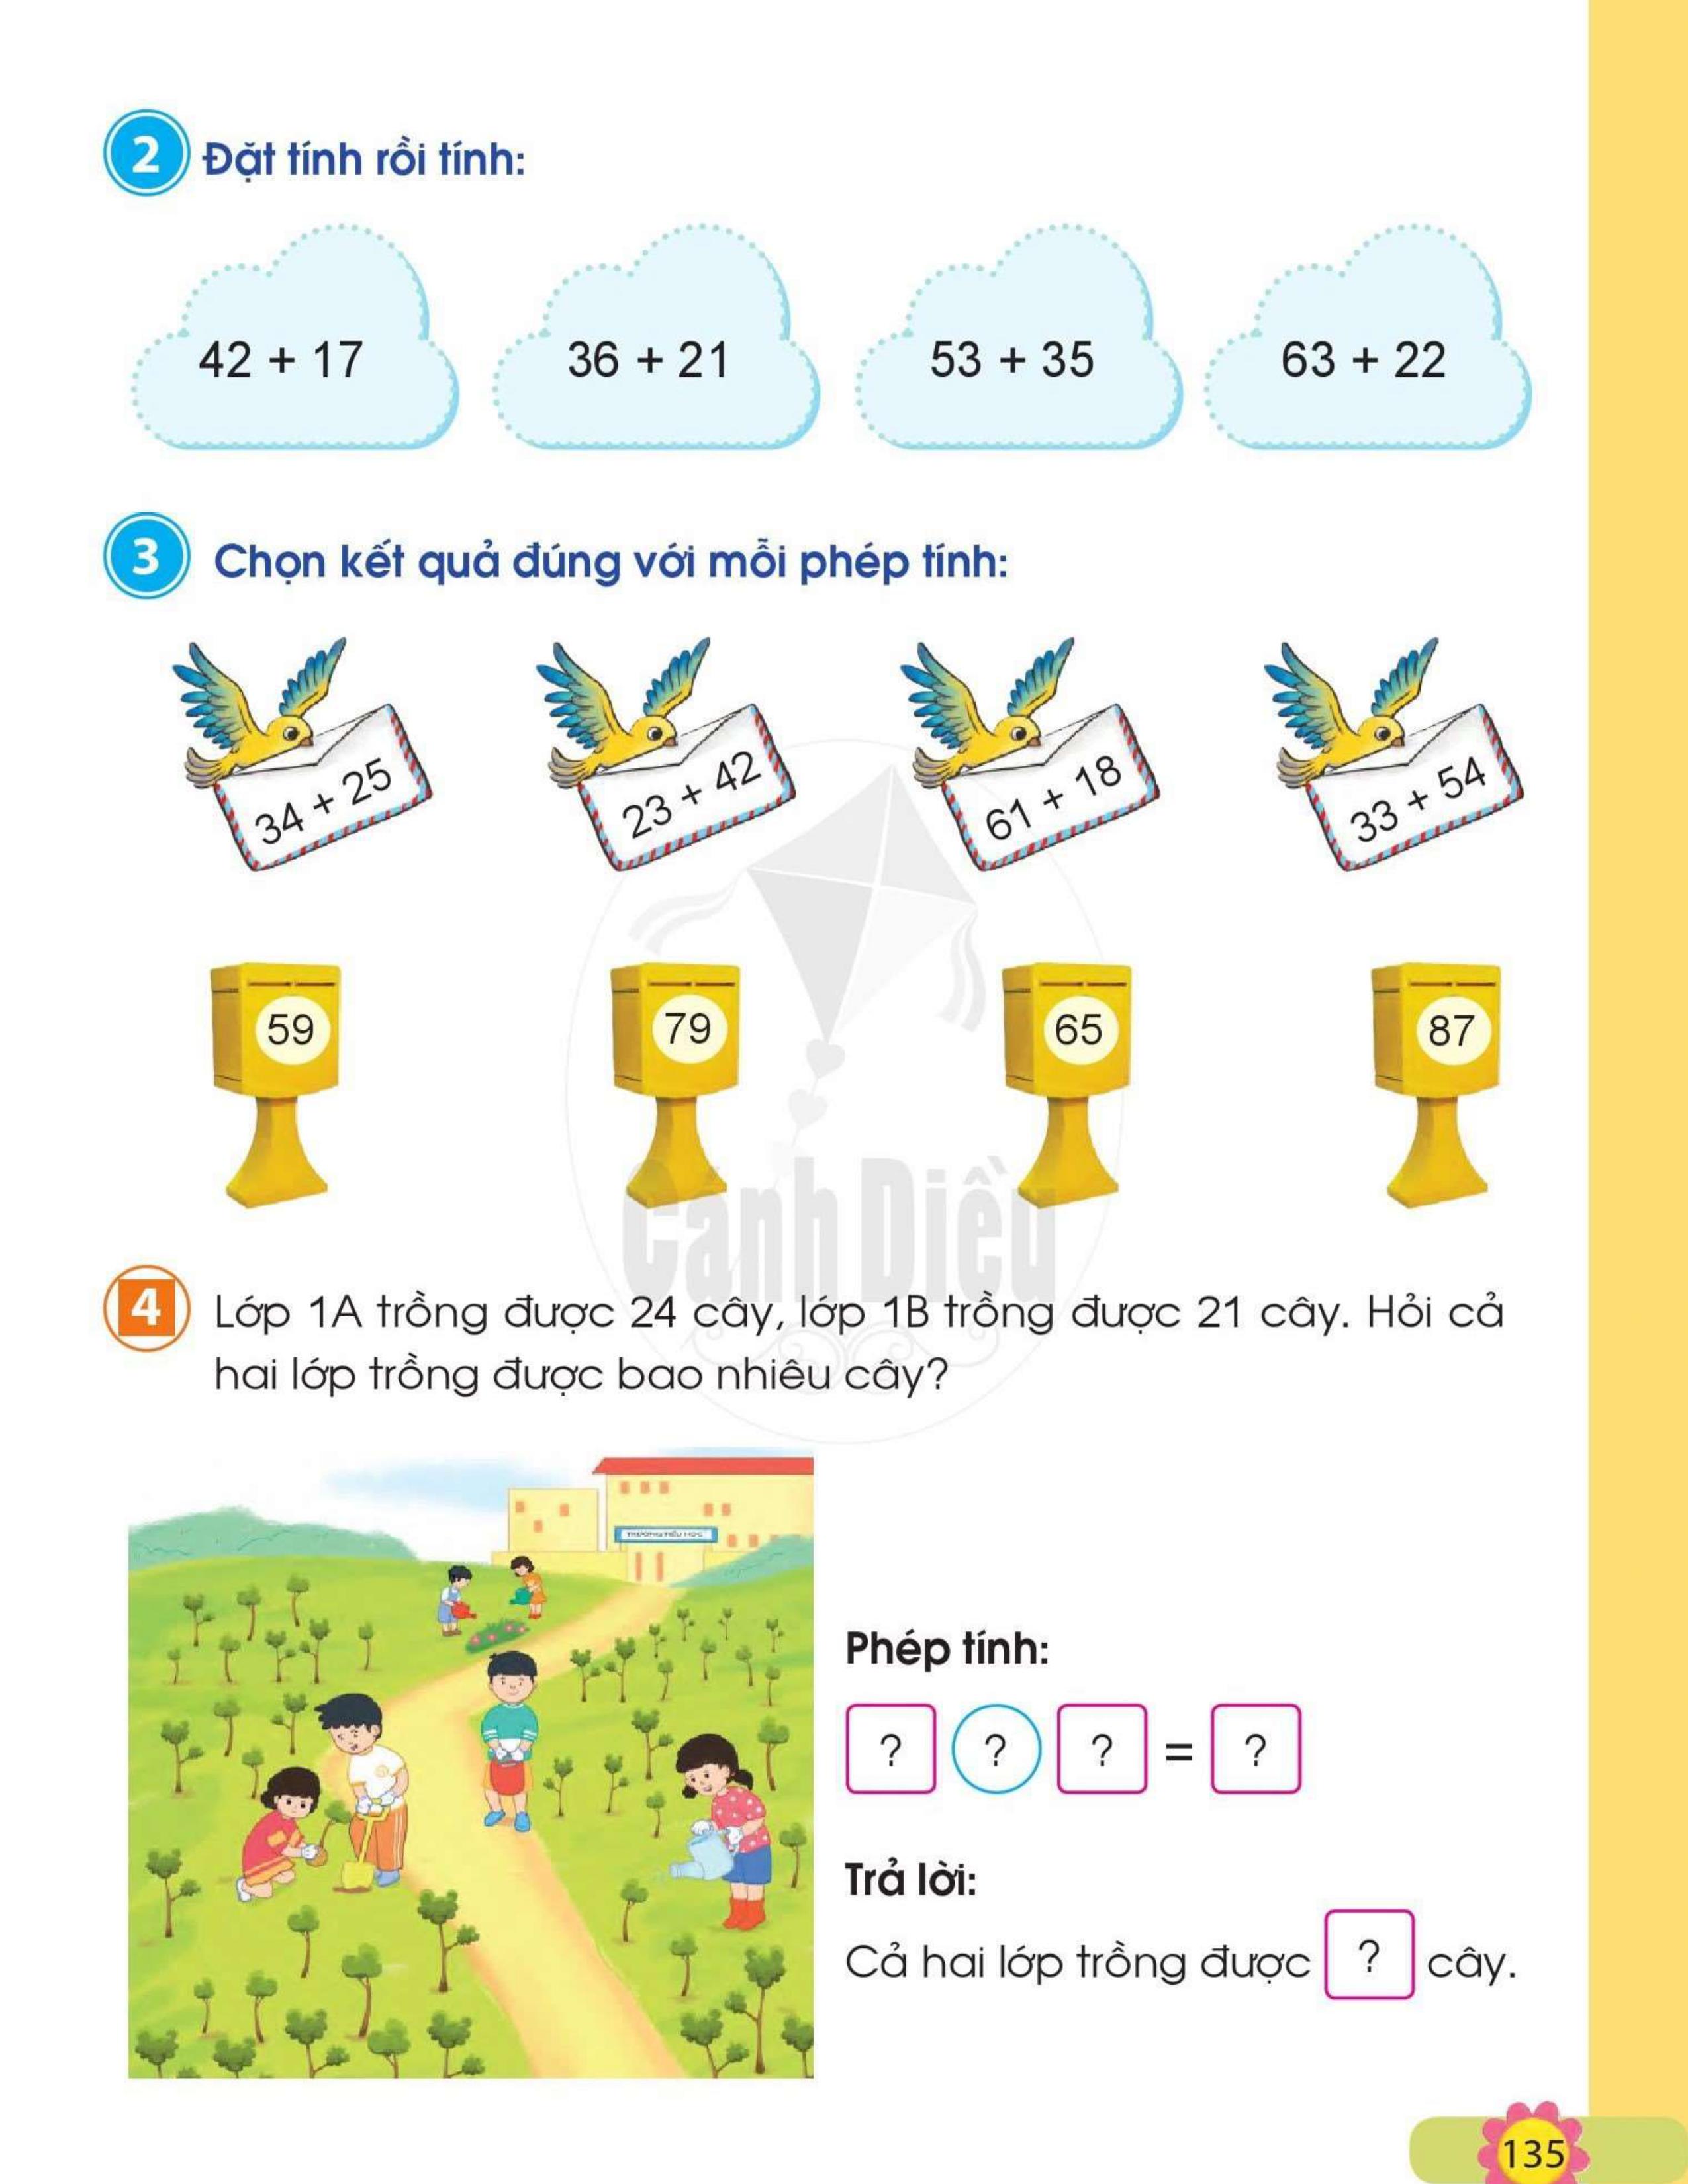 2 Đặt tính rồi tính:
42 + 17 36 + 21 53 + 35 63 + 22
3 Chọn kết quả đúng với mỗi phép tính:
34 + 25 23 + 42 61 + 18 33 + 54
59 79 65 87
Cánh Diều
4 Lớp 1A trồng được 24 cây, lớp 1B trồng được 21 cây. Hỏi cả
hai lớp trồng được bao nhiêu cây?
TRƯỜNG TIỂU HỌC
Phép tính:
? ? ? = ?
Trả lời:
Cả hai lớp trồng được ? cây.
135